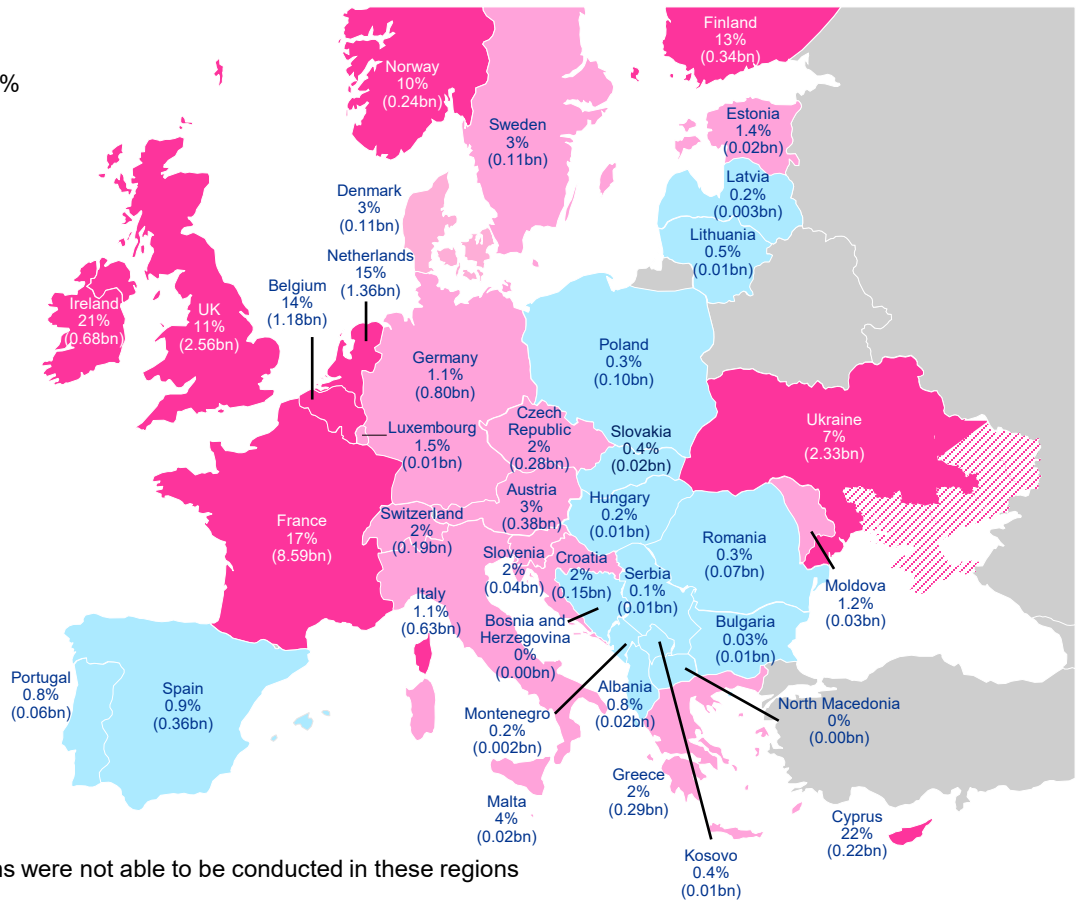 Finland
13%
(0.34bn)
Norway
10%
(0.24bn)
%
Sweden
3%
(0.11bn)
Estonia
1.4%
(0.02bn)
Latvia
0.2%
(0.003bn)
Denmark
3%
(0.11bn)
Lithuania
0.5%
(0.01bn)
Netherlands
15%
(1.36bn)
Belgium
14%
(1.18bn)
Ireland
21%
(0.68bn)
UK
11%
(2.56bn)
Germany
1.1%
(0.80bn)
Poland
0.3%
(0.10bn)
Czech
Republic
2%
(0.28bn)
Ukraine
7%
(2.33bn)
Luxembourg
1.5%
(0.01bn)
Slovakia
0.4%
(0.02bn)
Austria
3%
(0.38bn)
Hungary
0.2%
(0.01bn)
Switzerland
2%
(0.19bn)
France
17%
(8.59bn)
Romania
0.3%
(0.07bn)
Slovenia
2%
(0.04bn)
Croatia
2%
(0.15bn)
Serbia
0.1%
(0.01bn)
Moldova
1.2%
(0.03bn)
Italy
1.1%
(0.63bn)
Bosnia and
Herzegovina
0%
(0.00bn)
Bulgaria
0.03%
(0.01bn)
Portugal
0.8%
(0.06bn)
Spain
0.9%
(0.36bn)
Albania
0.8%
(0.02bn)
North Macedonia
0%
(0.00bn)
Montenegro
0.2%
(0.002bn)
Greece
2%
(0.29bn)
Malta
4%
(0.02bn)
Cyprus
22%
(0.22bn)
Kosovo
0.4%
(0.01bn)
ns were not able to be conducted in these regions